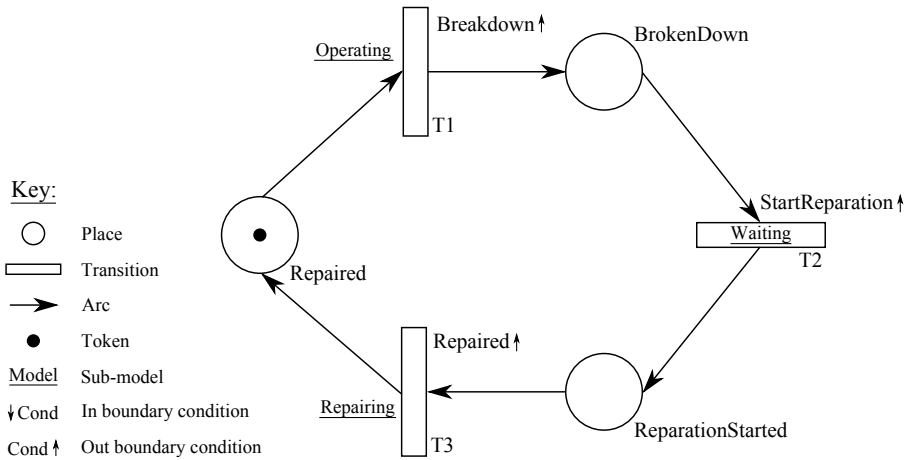 Breakdown
Operating
BrokenDown
T1
StartReparation
Waiting
T2
Key:
Place
Transition
Arc
Token
Model Sub-model
Cond In boundary condition
Cond Out boundary condition
Repaired
Repaired
Repairing
T3
ReparationStarted